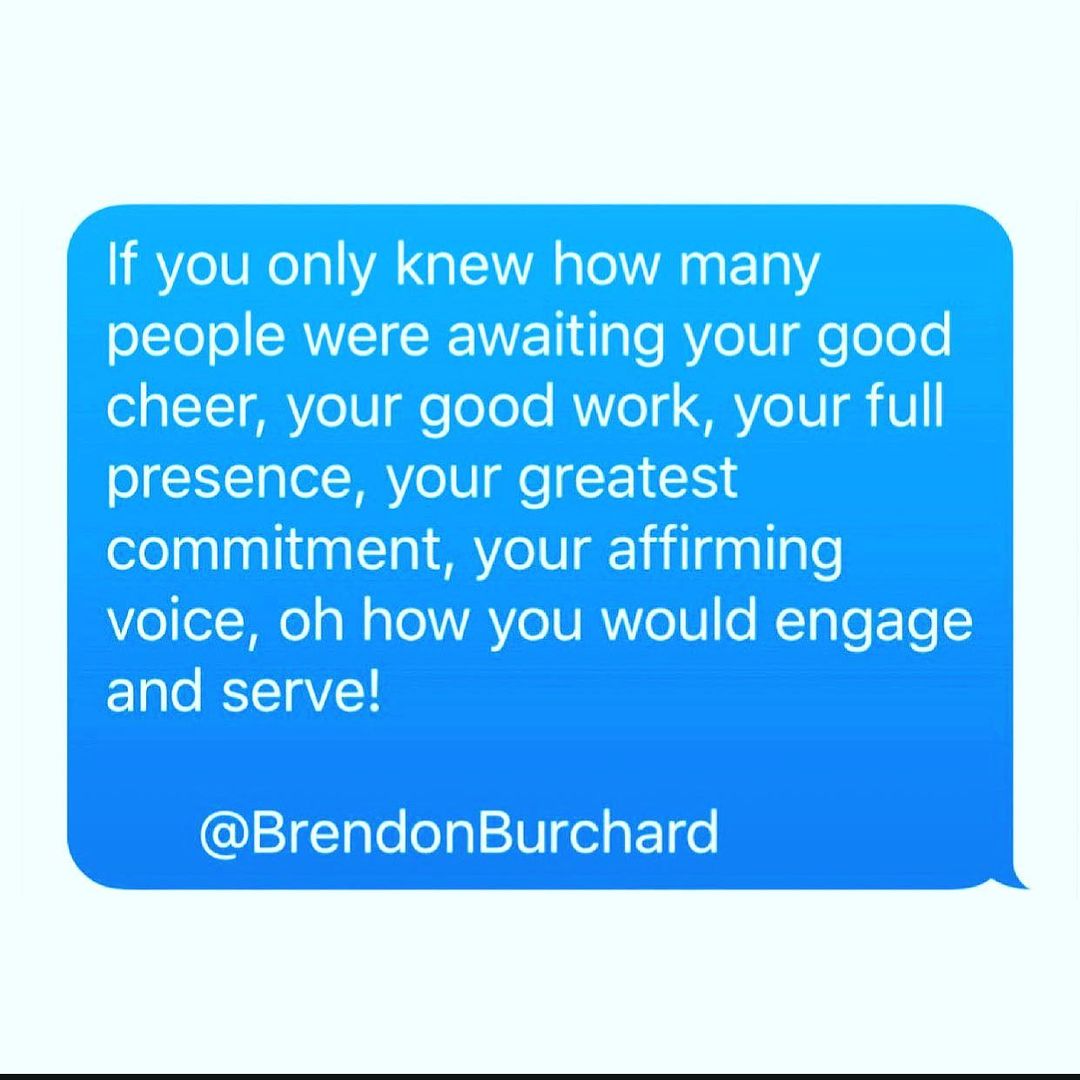 If you only knew how many
people were awaiting your good
cheer, your good work, your full
presence, your greatest
commitment, your affirming
voice, oh how you would engage
and serve!
@BrendonBurchard